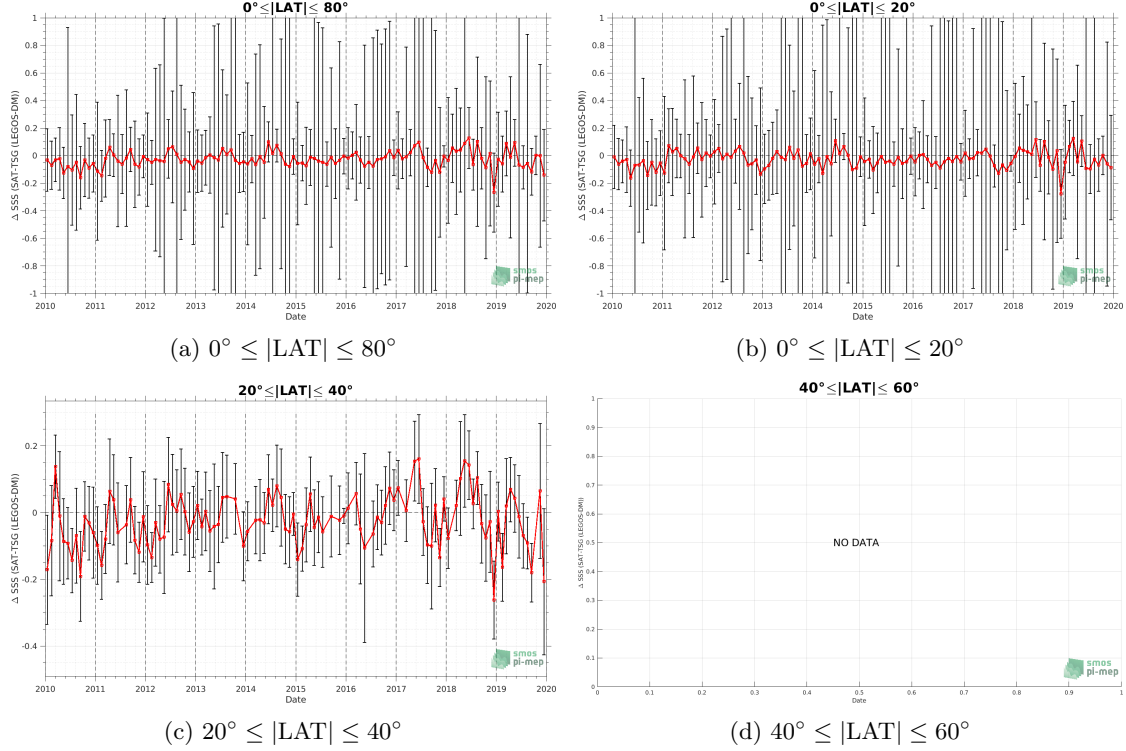 0°≤|LAT|≤ 80°
Δ SSS (SAT-TSG (LEGOS-DM))
1
0.8
0.6
0.4
0.2
0
-0.2
-0.4
-0.6
-0.8
-1
2010 2011 2012 2013 2014 2015 2016 2017 2018 2019 2020
Date
smos
pi-mep
(a) 0° ≤ |LAT| ≤ 80°
0°≤|LAT|≤ 20°
Δ SSS (SAT-TSG (LEGOS-DM))
1
0.8
0.6
0.4
0.2
0
-0.2
-0.4
-0.6
-0.8
-1
2010 2011 2012 2013 2014 2015 2016 2017 2018 2019 2020
Date
smos
pi-mep
(b) 0° ≤ |LAT| ≤ 20°
20°≤|LAT|≤ 40°
Δ SSS (SAT-TSG (LEGOS-DM))
0.2
0
-0.2
-0.4
2010 2011 2012 2013 2014 2015 2016 2017 2018 2019 2020
Date
smos
pi-mep
(c) 20° ≤ |LAT| ≤ 40°
40°≤|LAT|≤ 60°
Δ SSS (SAT-TSG (LEGOS-DM))
1
0.9
0.8
0.7
0.6
0.5
0.4
0.3
0.2
0.1
0
NO DATA
0 0.1 0.2 0.3 0.4 0.5 0.6 0.7 0.8 0.9 1
Date
smos
pi-mep
(d) 40° ≤ |LAT| ≤ 60°